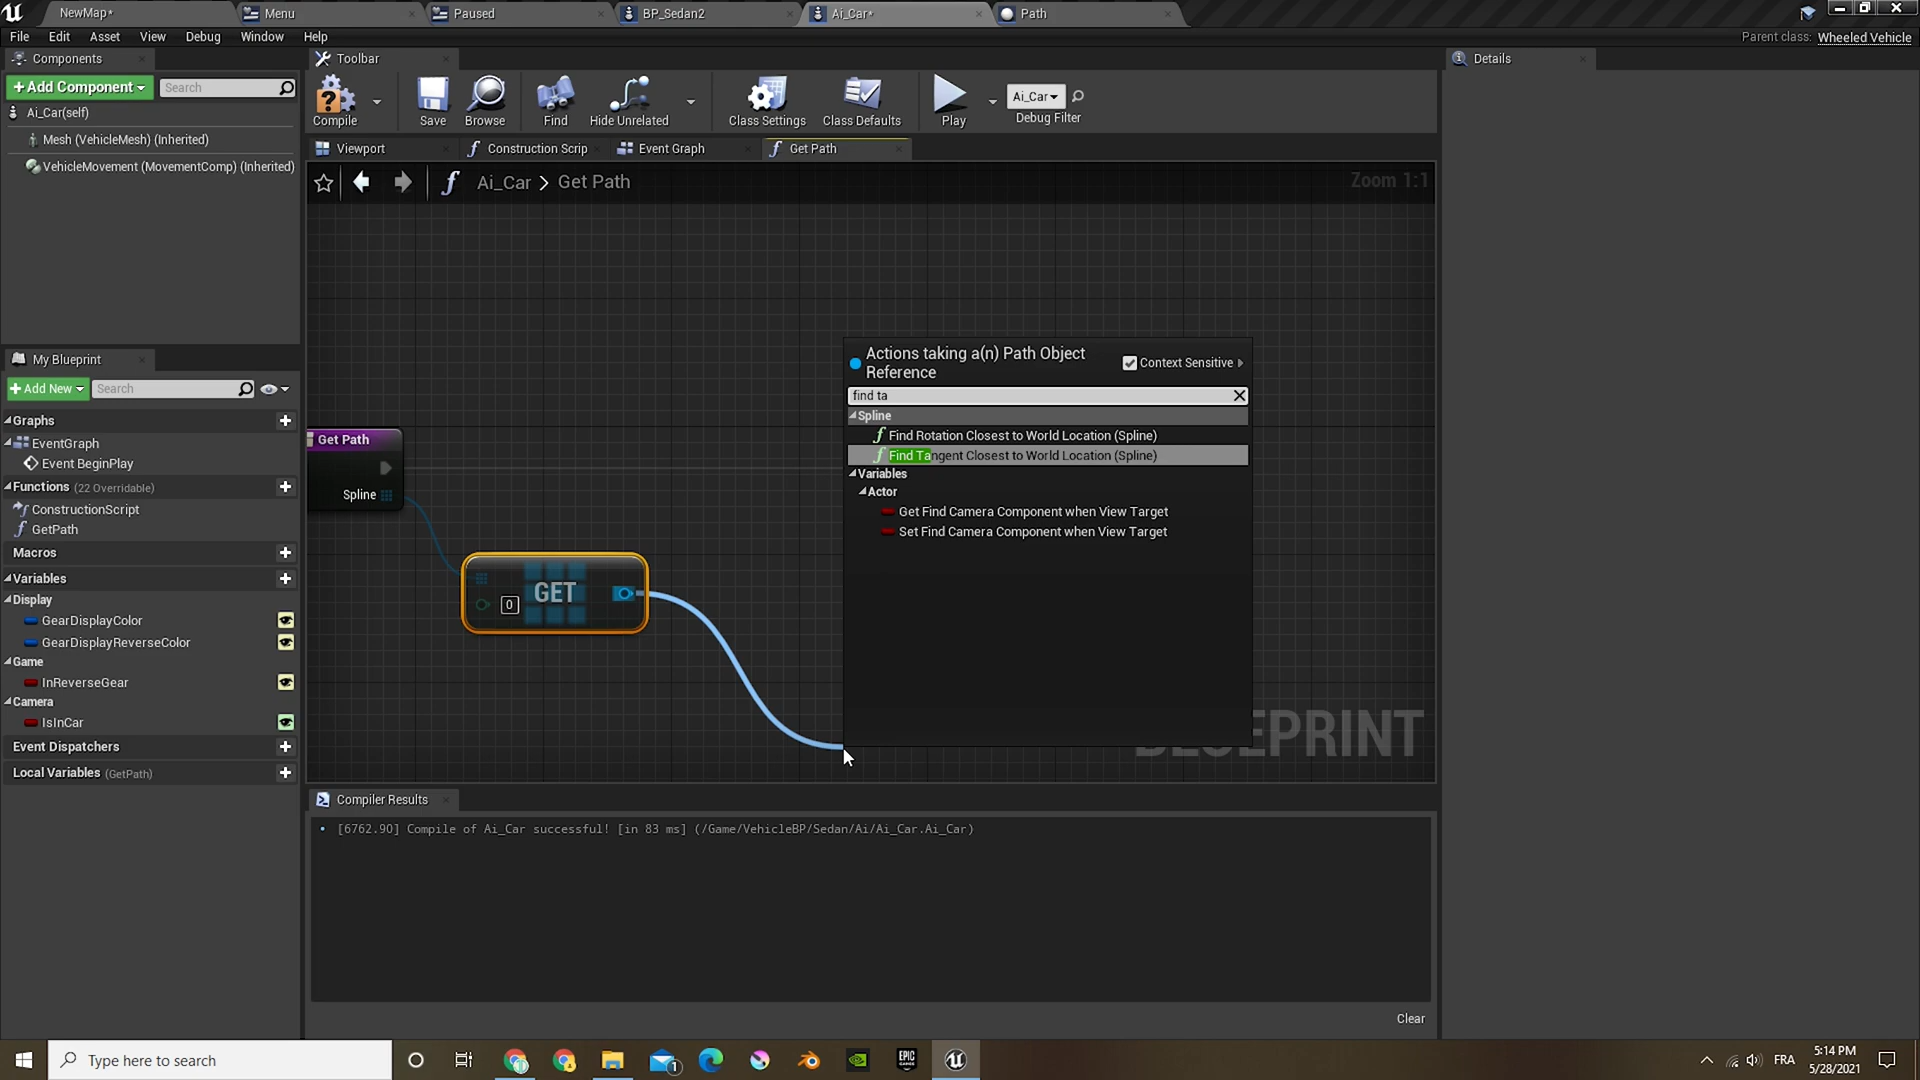 NewMap*
Menu
Paused
BP_Sedan2
Ai_Car*
Path
File Edit Asset View Debug Window Help
Parent class: Wheeled Vehicle
Components
Toolbar
Details
+Add Component
Search
Ai_Car(self)
Mesh (VehicleMesh) (Inherited)
VehicleMovement (MovementComp) (Inherited)
Compile
Save
Browse
Find
Hide Unrelated
Class Settings
Class Defaults
Play
Ai_Car
Debug Filter
Viewport
Construction Scrip
Event Graph
Get Path
Ai_Car > Get Path
Zoom 1:1
My Blueprint
+Add New
Search
Graphs
EventGraph
Event BeginPlay
Functions (22 Overridable)
ConstructionScript
GetPath
Macros
Variables
Display
GearDisplayColor
GearDisplayReverseColor
Game
InReverseGear
Camera
IsInCar
Event Dispatchers
Local Variables (GetPath)
Get Path
Spline
GET
0
Actions taking a(n) Path Object
Reference
Context Sensitive
find ta
Spline
Find Rotation Closest to World Location (Spline)
Find Tangent Closest to World Location (Spline)
Variables
Actor
Get Find Camera Component when View Target
Set Find Camera Component when View Target
BLUEPRINT
Compiler Results
[6762.90] Compile of Ai_Car successful! [in 83 ms] (/Game/VehicleBP/Sedan/Ai/Ai_Car.Ai_Car)
Clear
Type here to search
1
EPIC
GAMES
FRA
5:14 PM
5/28/2021